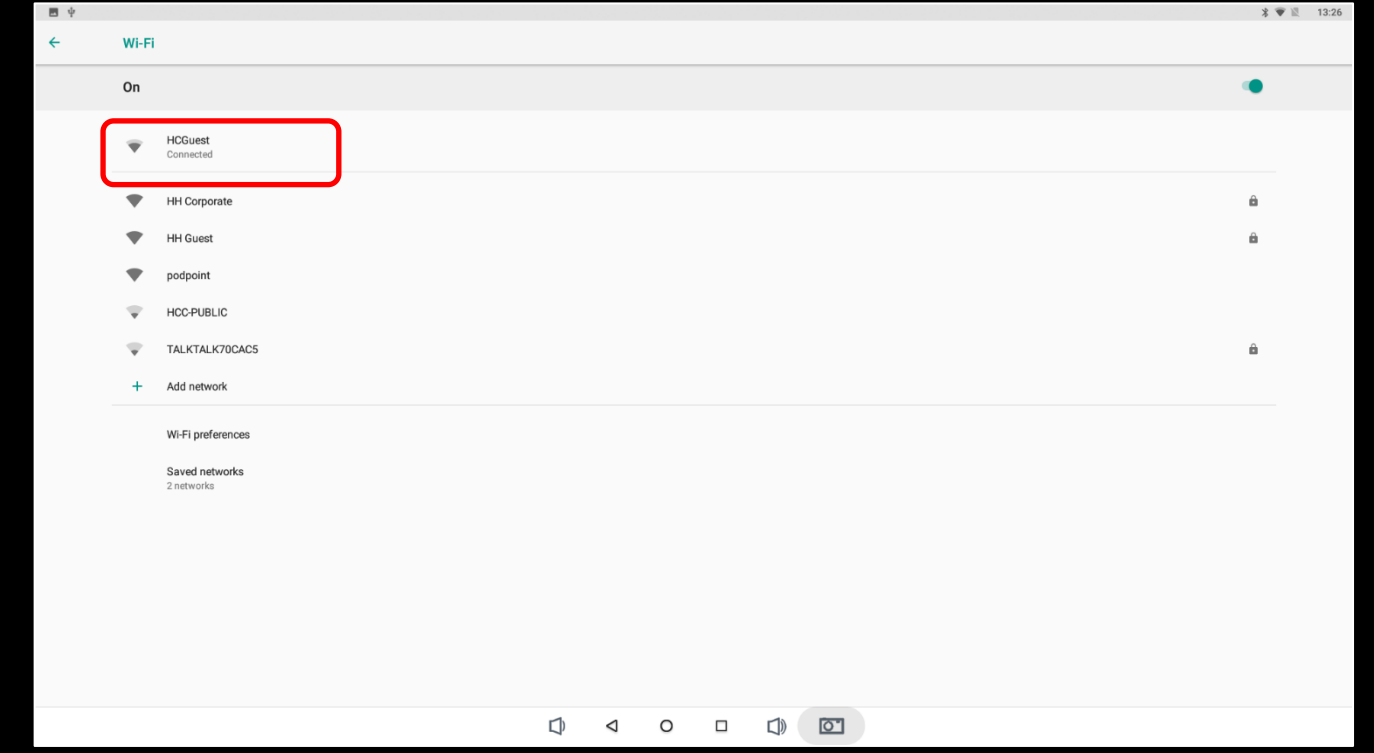 13:26
Wi-Fi
On
HCGuest
Connected
HH Corporate
HH Guest
podpoint
HCC-PUBLIC
TALKTALK70CAC5
Add network
Wi-Fi preferences
Saved networks
2 networks